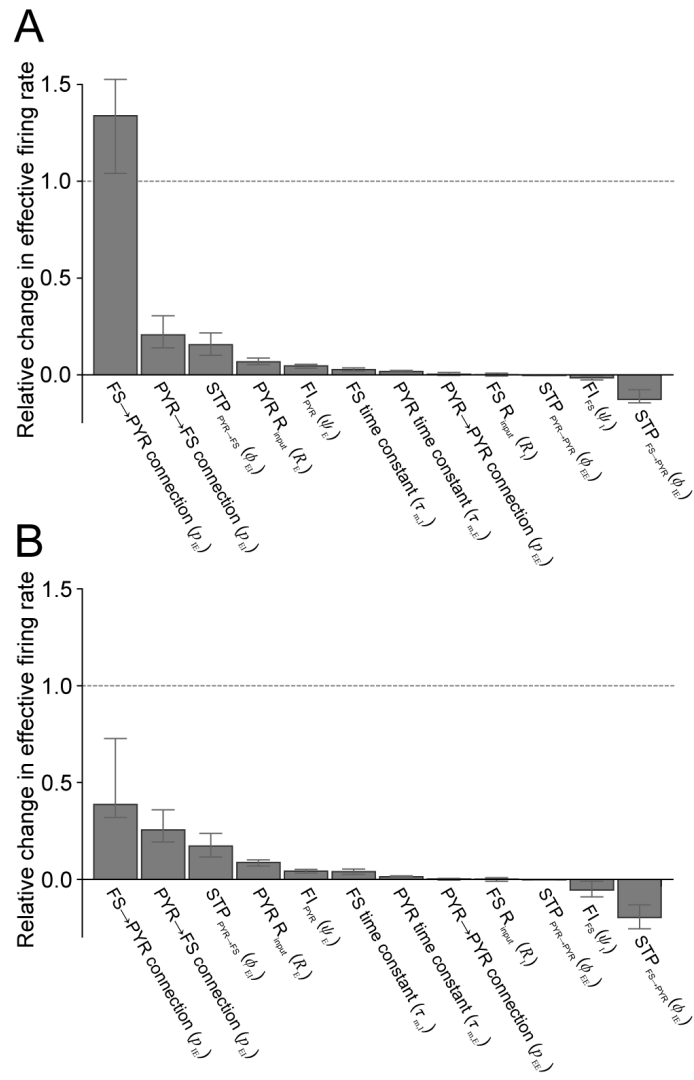 A
Relative change in effective firing rate
1.5
1.0
0.5
0.0
FS→PYR connection (p_IE)
PYR→FS connection (p_EI)
STP_PYR→FS (ϕ_EI)
PYR R_input (R_E)
FI_PYR (ψ_E)
FS time constant (τ_m,I)
PYR time constant (τ_m,E)
PYR→PYR connection (p_EE)
FS R_input (R_I)
STP_PYR→PYR (ϕ_EE)
FI_FS (ψ_I)
STP_FS→PYR (ϕ_IE)
B
Relative change in effective firing rate
1.5
1.0
0.5
0.0
FS→PYR connection (p_IE)
PYR→FS connection (p_EI)
STP_PYR→FS (ϕ_EI)
PYR R_input (R_E)
FI_PYR (ψ_E)
FS time constant (τ_m,I)
PYR time constant (τ_m,E)
PYR→PYR connection (p_EE)
FS R_input (R_I)
STP_PYR→PYR (ϕ_EE)
FI_FS (ψ_I)
STP_FS→PYR (ϕ_IE)